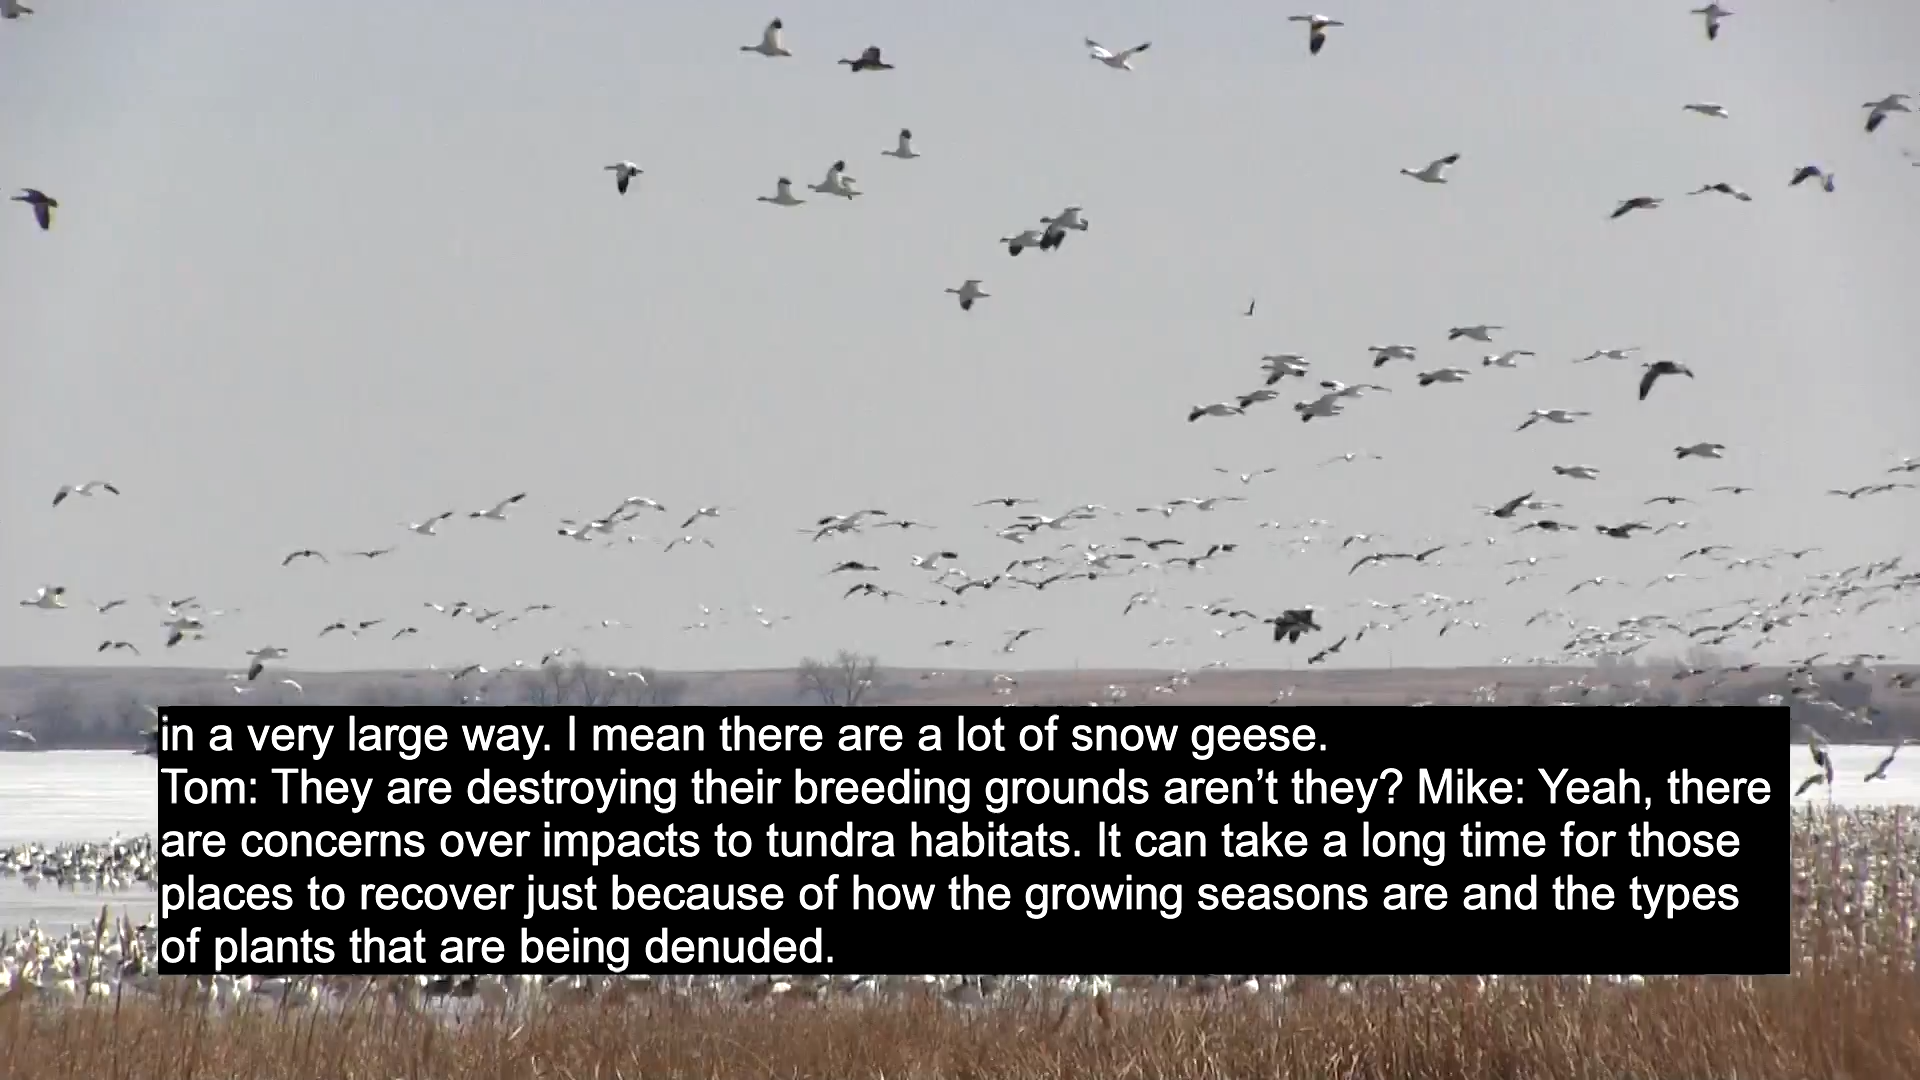 in a very large way. I mean there are a lot of snow geese.
Tom: They are destroying their breeding grounds aren’t they? Mike: Yeah, there
are concerns over impacts to tundra habitats. It can take a long time for those
places to recover just because of how the growing seasons are and the types
of plants that are being denuded.